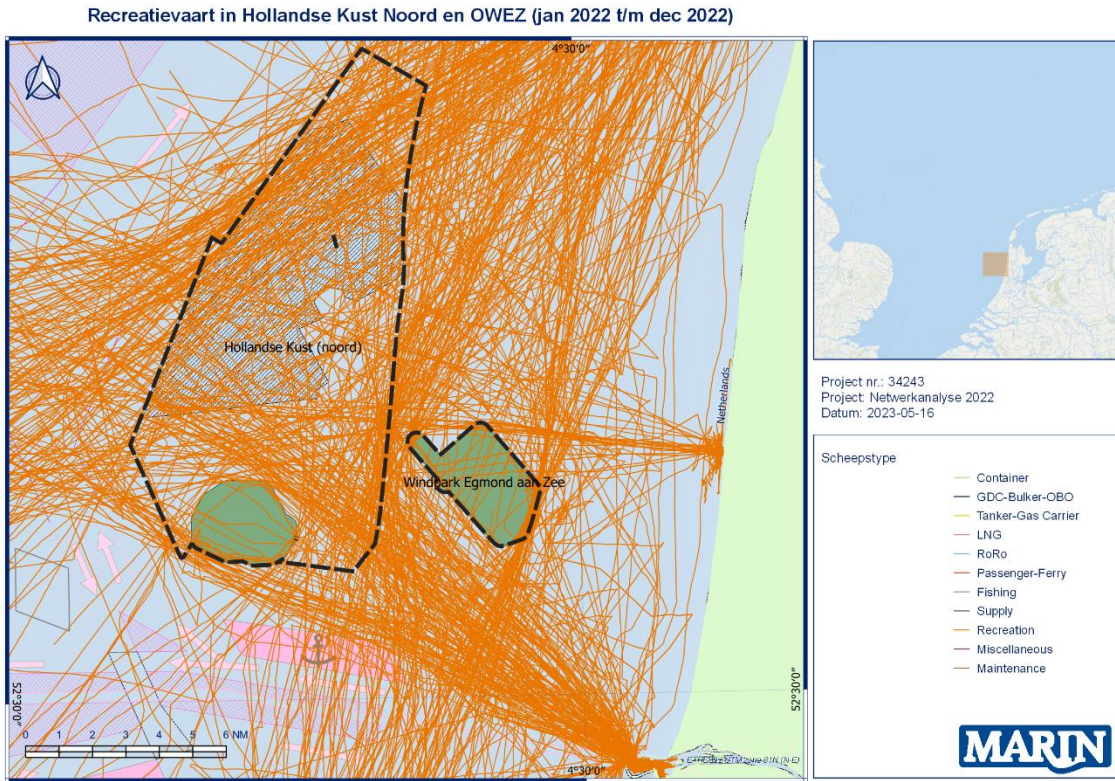 Recreatievaart in Hollandse Kust Noord en OWEZ (jan 2022 t/m dec 2022)
4°30'0"
Hollandse Kust (noord)
Netherlands
Windpark Egmond aan Zee
52°30'0"
52°30'0"
0 1 2 3 4 5 6 NM
4°30'0"
Project nr.: 34243
Project: Netwerkanalyse 2022
Datum: 2023-05-16
Scheepstype
Container
GDC-Bulker-OBO
Tanker-Gas Carrier
LNG
RoRo
Passenger-Ferry
Fishing
Supply
Recreation
Miscellaneous
Maintenance
MARIN